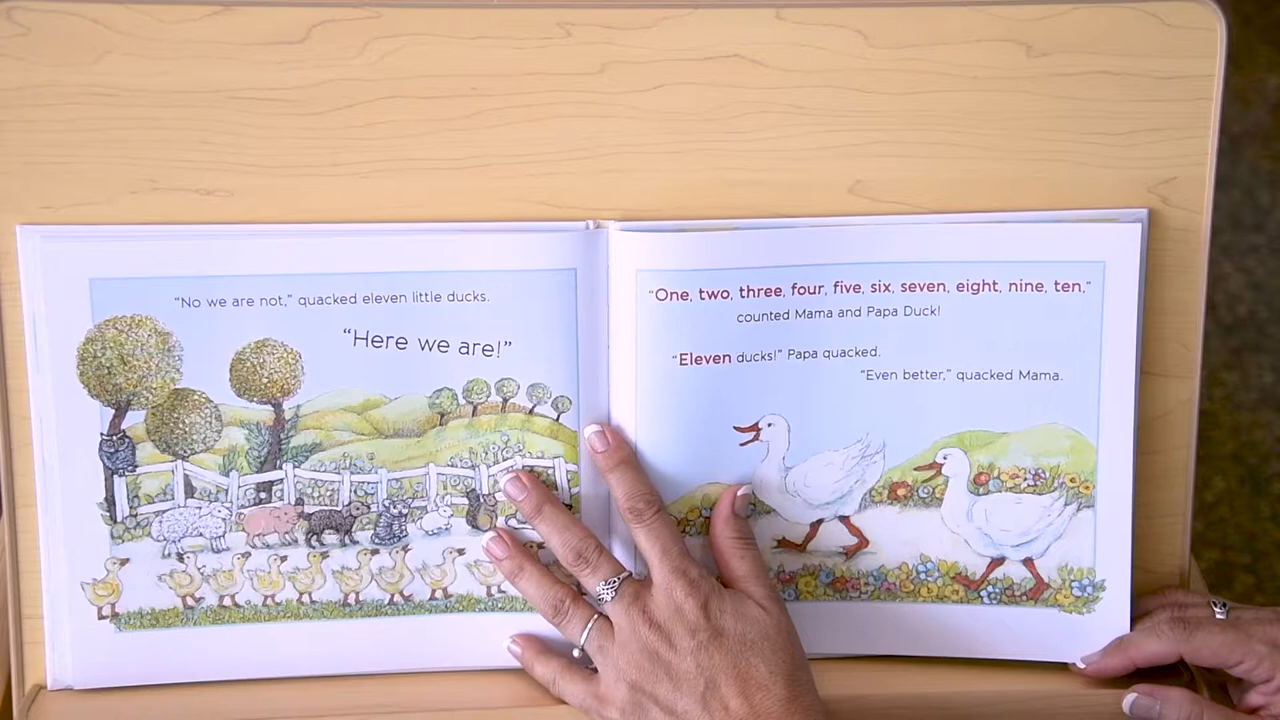 “No we are not,” quacked eleven little ducks.
“Here we are!”
“One, two, three, four, five, six, seven, eight, nine, ten,”
counted Mama and Papa Duck!
“Eleven ducks!” Papa quacked.
“Even better,” quacked Mama.